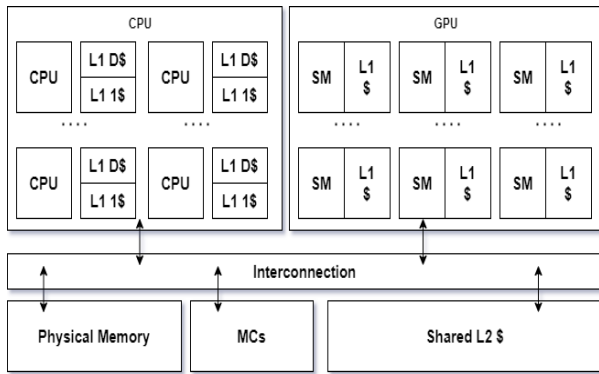 CPU
GPU
CPU
L1 D$
L1 1$
CPU
L1 D$
L1 1$
SM
L1
$
SM
L1
$
SM
L1
$
....
....
....
....
....
CPU
L1 D$
L1 1$
CPU
L1 D$
L1 1$
SM
L1
$
SM
L1
$
SM
L1
$
Interconnection
Physical Memory
MCs
Shared L2 $